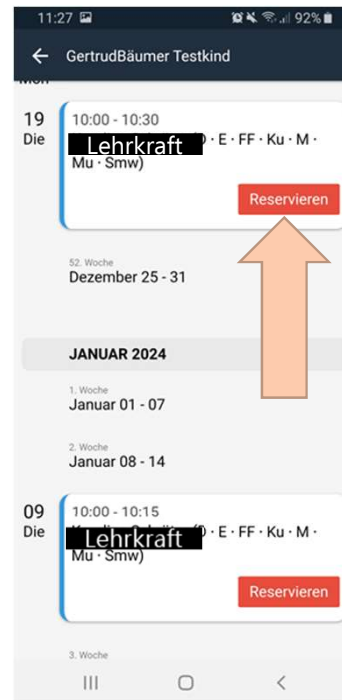 11:27 92%
GertrudBäumer Testkind
19
Die
10:00 - 10:30
Lehrkraft · E · FF · Ku · M ·
Mu · Smw)
Reservieren
52. Woche
Dezember 25 - 31
JANUAR 2024
1. Woche
Januar 01 - 07
2. Woche
Januar 08 - 14
09
Die
10:00 - 10:15
Lehrkraft · E · FF · Ku · M ·
Mu · Smw)
Reservieren
3. Woche